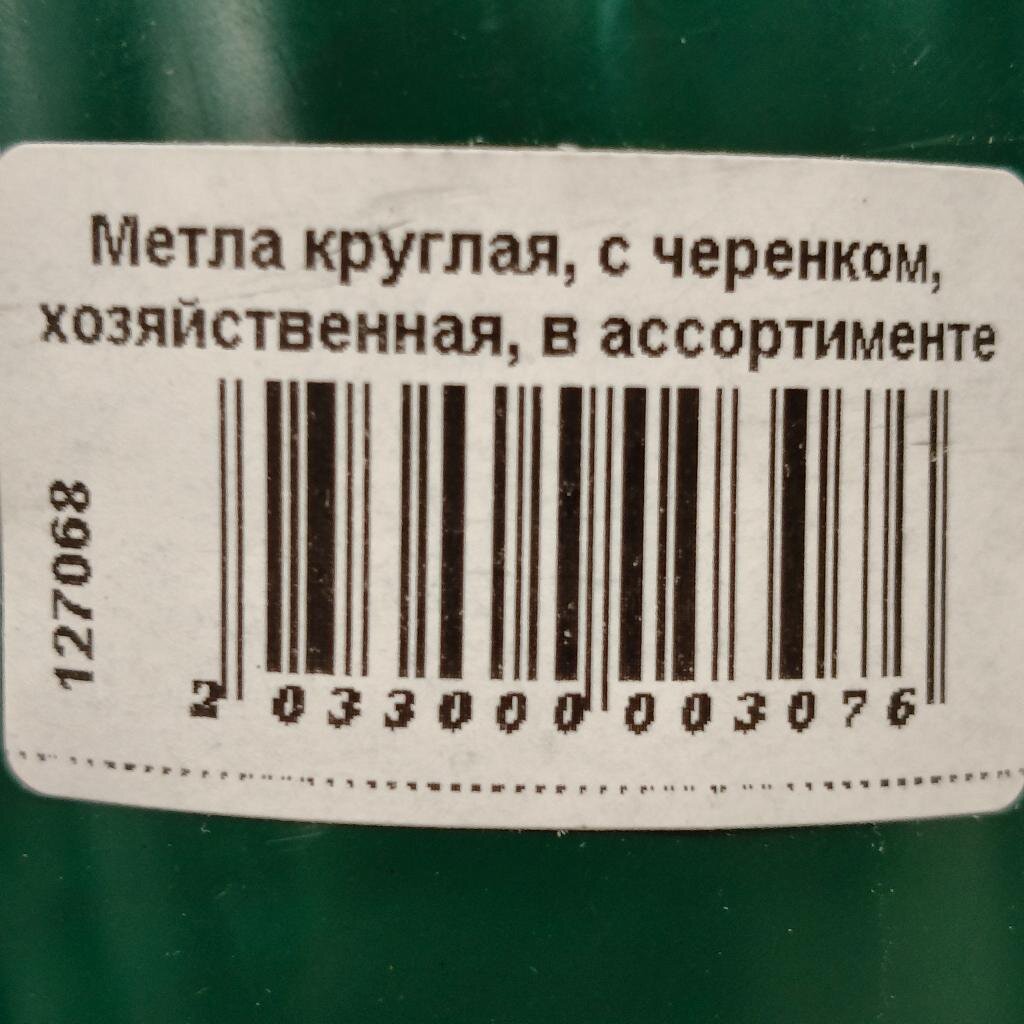 Метла круглая, с черенком,
хозяйственная, в ассортименте
127068
2 033000 003076